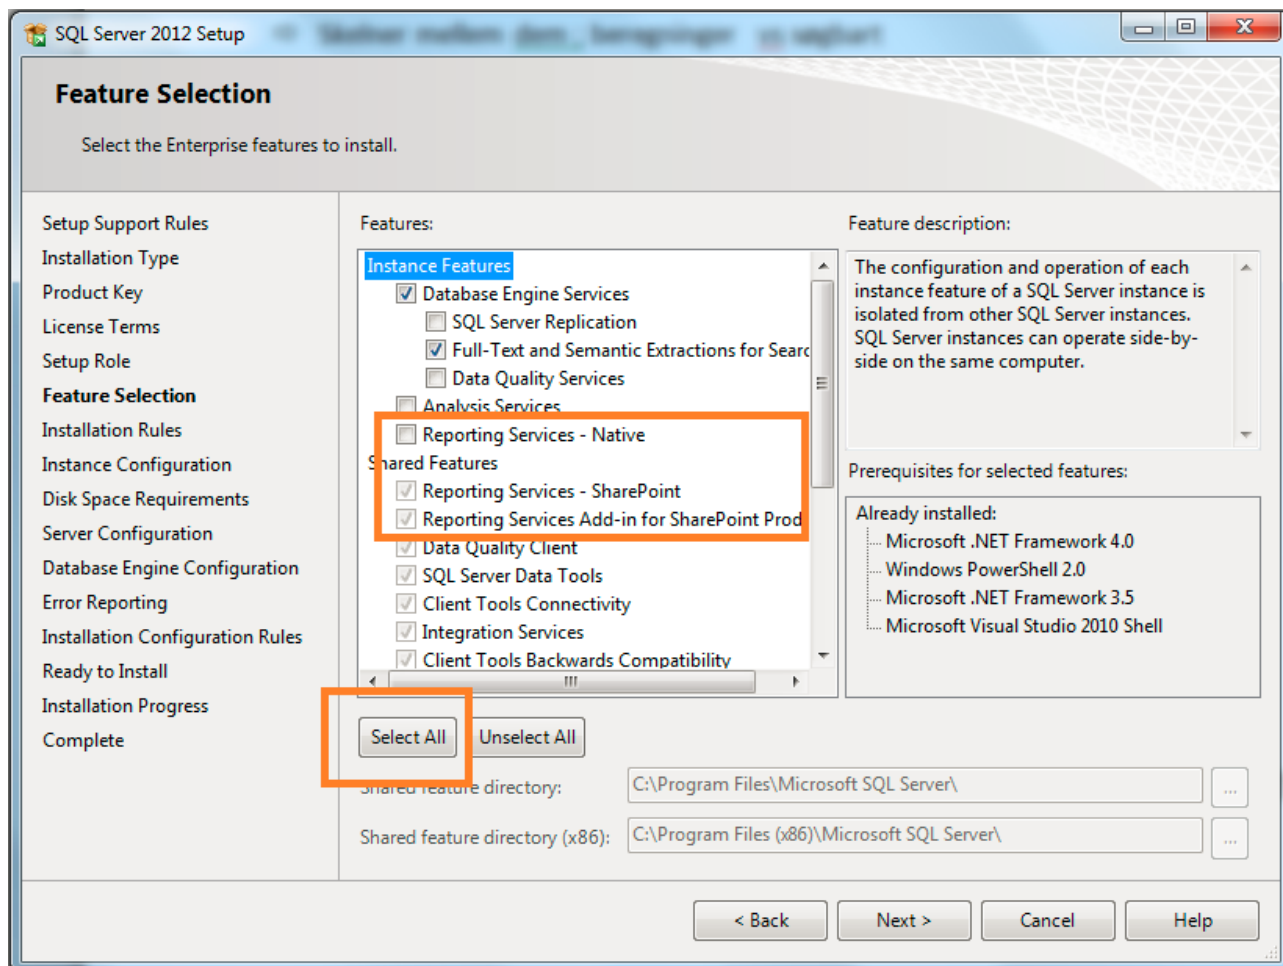 SQL Server 2012 Setup
Skelner mellem dem , beregninger vs søgbart
Feature Selection
Select the Enterprise features to install.
Setup Support Rules
Installation Type
Product Key
License Terms
Setup Role
Feature Selection
Installation Rules
Instance Configuration
Disk Space Requirements
Server Configuration
Database Engine Configuration
Error Reporting
Installation Configuration Rules
Ready to Install
Installation Progress
Complete
Features:
Instance Features
Database Engine Services
SQL Server Replication
Full-Text and Semantic Extractions for Searc
Data Quality Services
Analysis Services
Reporting Services - Native
Shared Features
Reporting Services - SharePoint
Reporting Services Add-in for SharePoint Prod
Data Quality Client
SQL Server Data Tools
Client Tools Connectivity
Integration Services
Client Tools Backwards Compatibility
Feature description:
The configuration and operation of each
instance feature of a SQL Server instance is
isolated from other SQL Server instances.
SQL Server instances can operate side-by-
side on the same computer.
Prerequisites for selected features:
Already installed:
Microsoft .NET Framework 4.0
Windows PowerShell 2.0
Microsoft .NET Framework 3.5
Microsoft Visual Studio 2010 Shell
Select All
Unselect All
Shared feature directory:
C:\Program Files\Microsoft SQL Server\
...
Shared feature directory (x86):
C:\Program Files (x86)\Microsoft SQL Server\
...
< Back
Next >
Cancel
Help